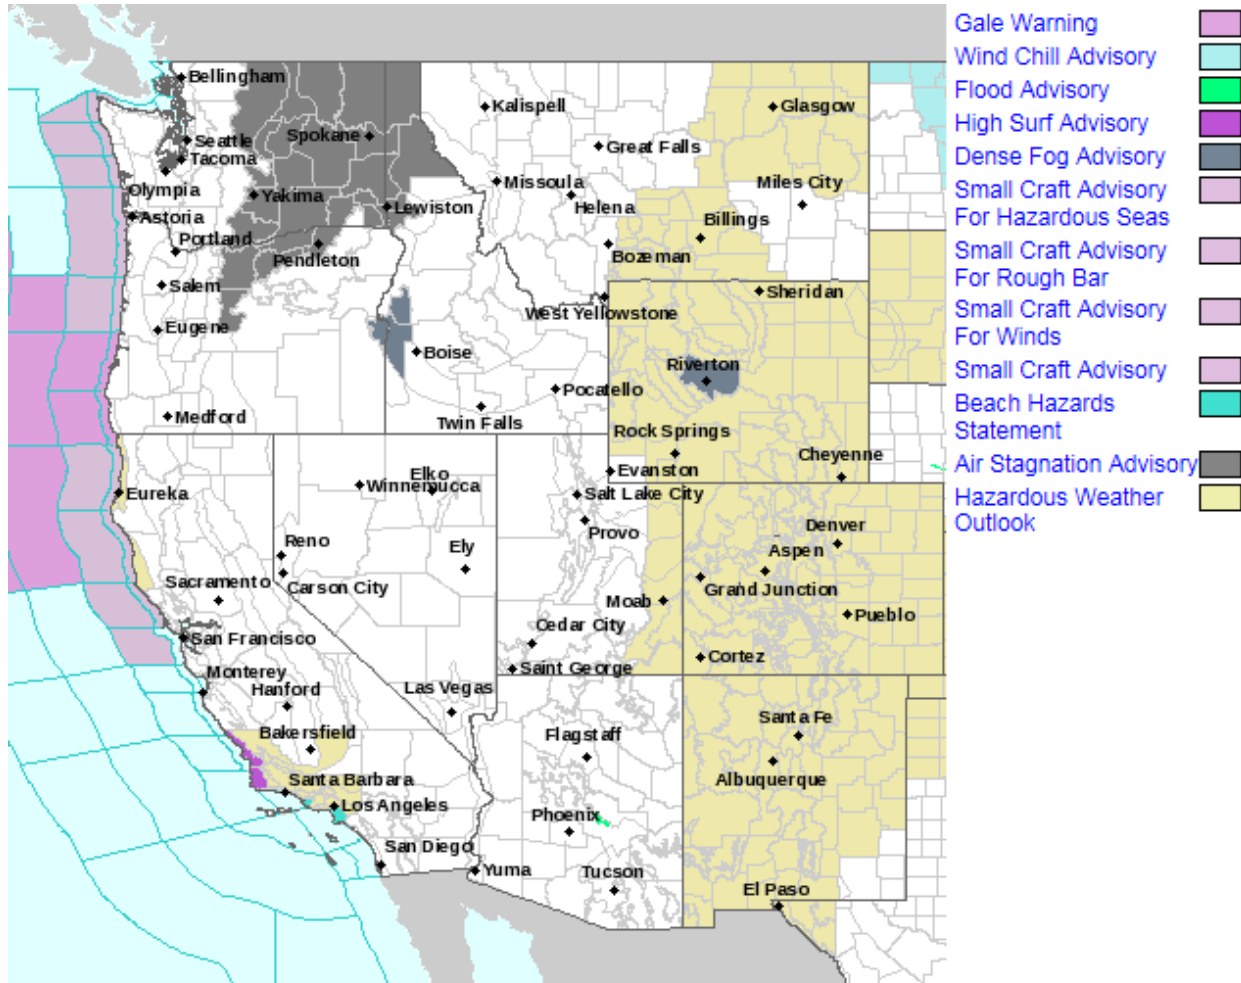 Gale Warning
Wind Chill Advisory
Flood Advisory
High Surf Advisory
Dense Fog Advisory
Small Craft Advisory
For Hazardous Seas
Small Craft Advisory
For Rough Bar
Small Craft Advisory
For Winds
Small Craft Advisory
Beach Hazards
Statement
Air Stagnation Advisory
Hazardous Weather
Outlook
Bellingham
Kalispell
Glasgow
Seattle
Spokane
Great Falls
Tacoma
Olympia
Yakima
Missoula
Miles City
Astoria
Lewiston
Helena
Billings
Portland
Pendleton
Bozeman
Salem
Sheridan
Eugene
West Yellowstone
Boise
Riverton
Medford
Pocatello
Twin Falls
Rock Springs
Cheyenne
Eureka
Winnemucca
Elko
Evanston
Salt Lake City
Provo
Denver
Reno
Ely
Aspen
Sacramento
Carson City
Grand Junction
Moab
Pueblo
San Francisco
Cedar City
Cortez
Saint George
Monterey
Hanford
Las Vegas
Santa Fe
Bakersfield
Flagstaff
Albuquerque
Santa Barbara
Los Angeles
Phoenix
San Diego
Yuma
Tucson
El Paso